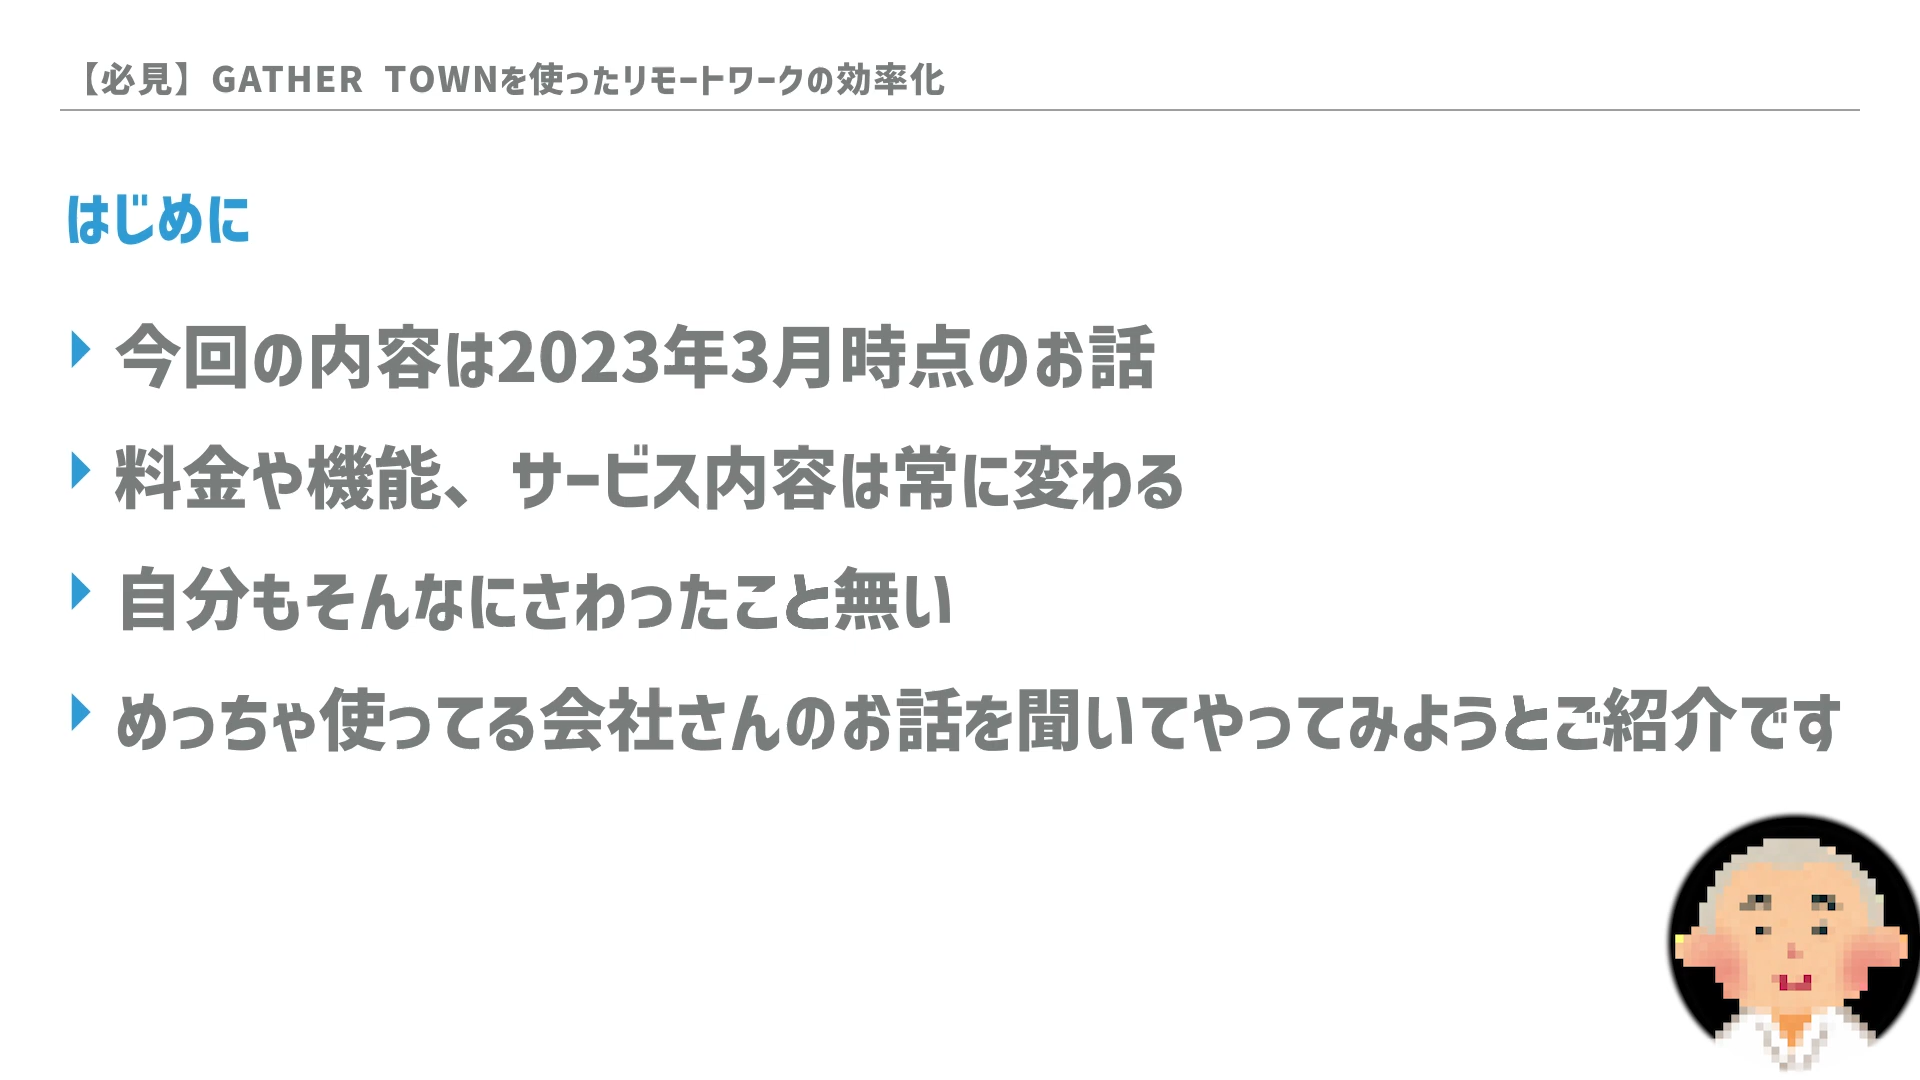 【必見】GATHER TOWNを使ったリモートワークの効率化
はじめに
今回の内容は2023年3月時点のお話
料金や機能、サービス内容は常に変わる
自分もそんなにさわったこと無い
めっちゃ使ってる会社さんのお話を聞いてやってみようとご紹介です